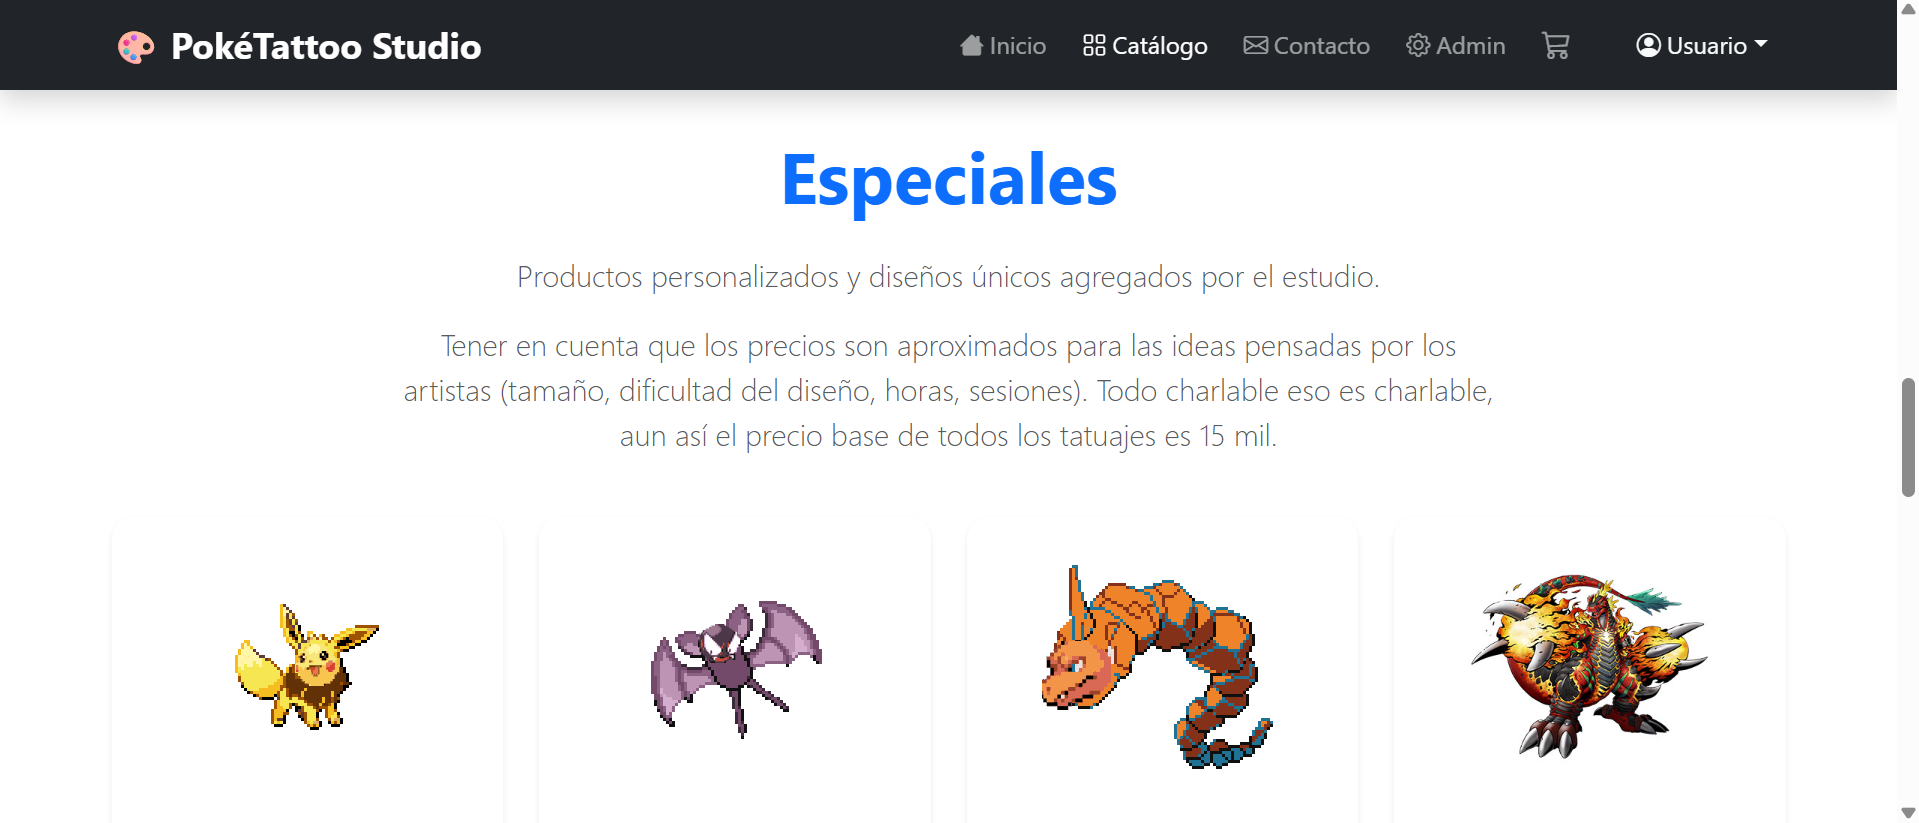 PokéTattoo Studio
Inicio
Catálogo
Contacto
Admin
Usuario
Especiales
Productos personalizados y diseños únicos agregados por el estudio.
Tener en cuenta que los precios son aproximados para las ideas pensadas por los
artistas (tamaño, dificultad del diseño, horas, sesiones). Todo charlable eso es charlable,
aun así el precio base de todos los tatuajes es 15 mil.